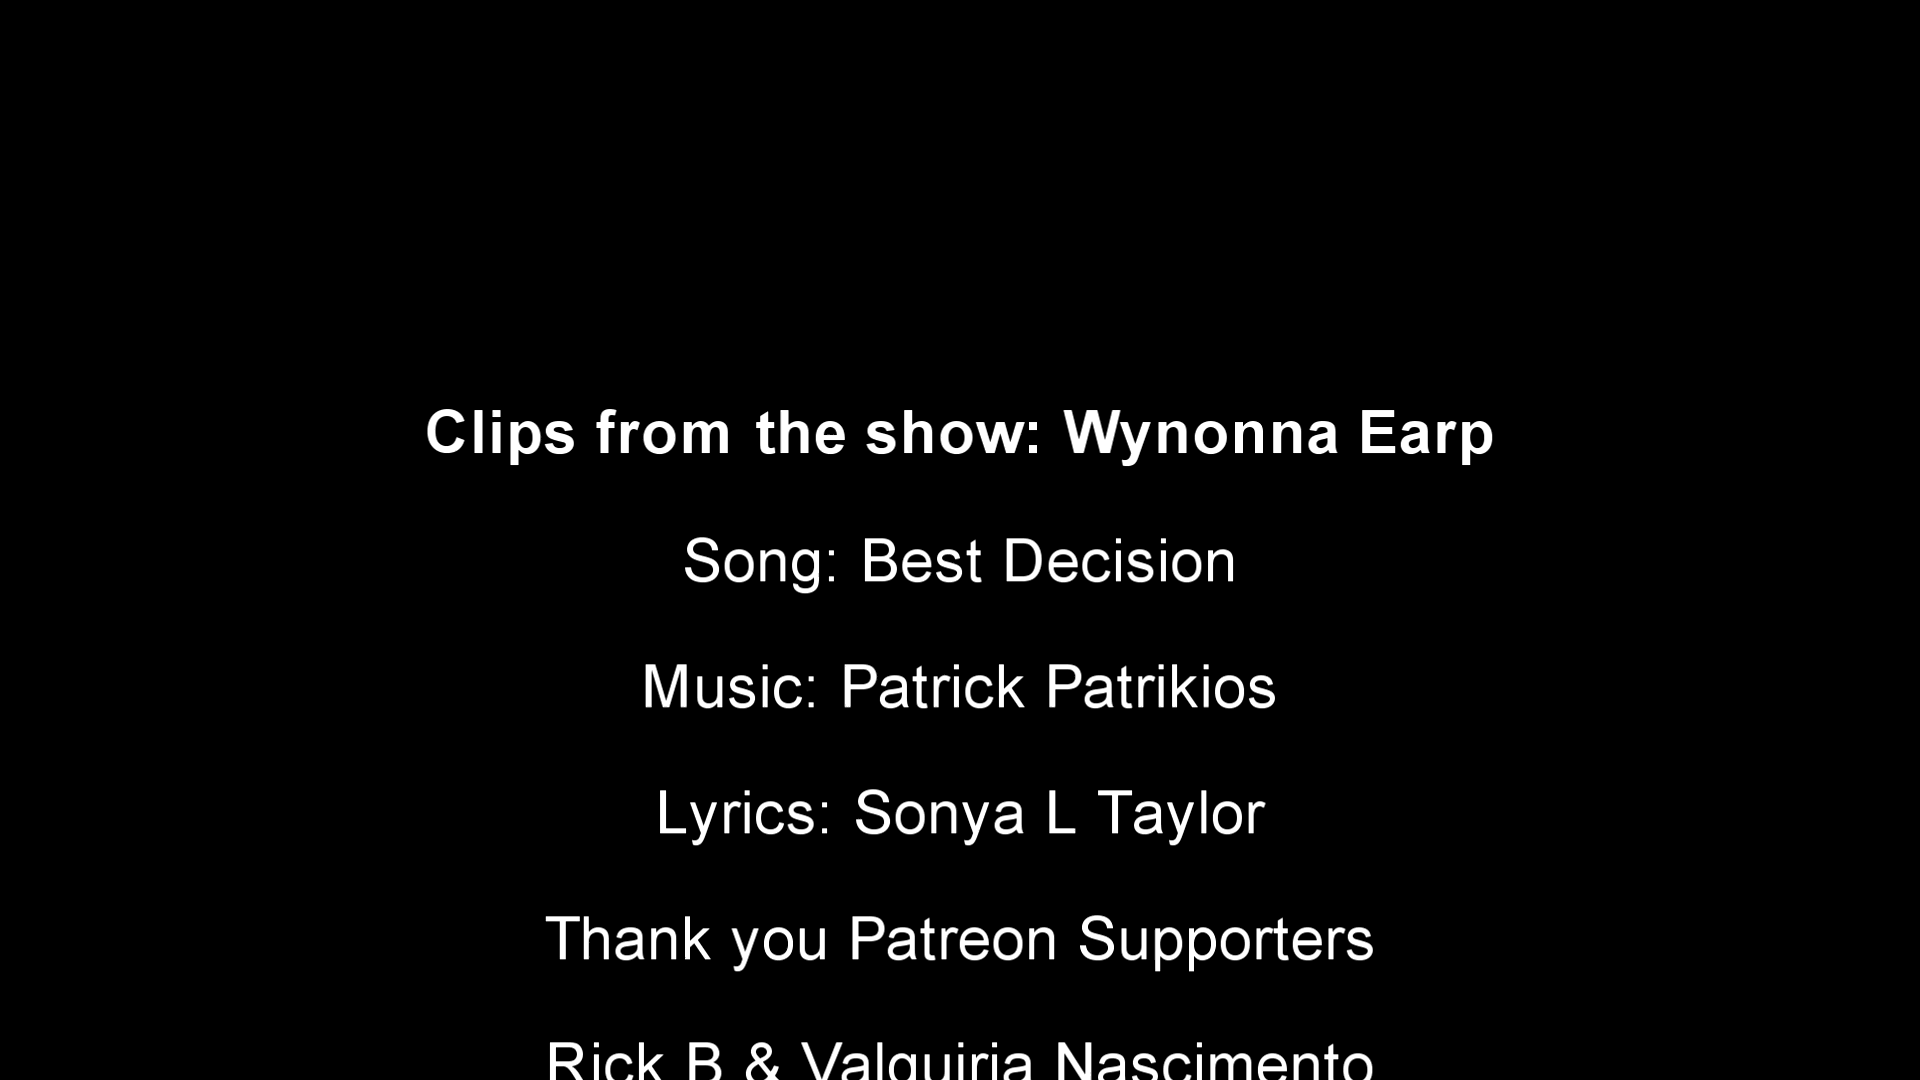 Clips from the show: Wynonna Earp
Song: Best Decision
Music: Patrick Patrikios
Lyrics: Sonya L Taylor
Thank you Patreon Supporters
Rick B & Valquiria Nascimento